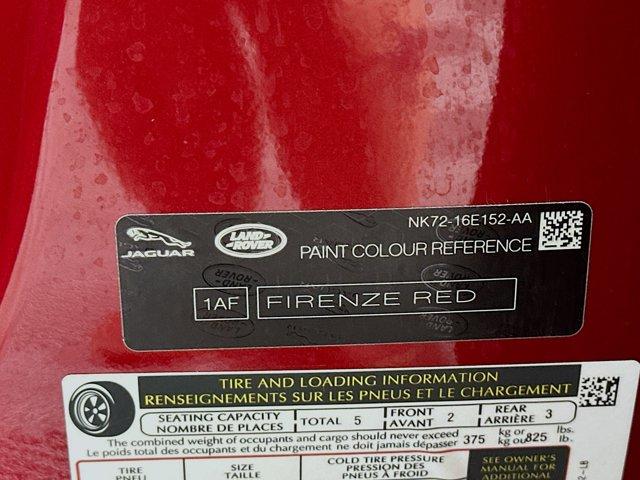 NK72-16E152-AA
JAGUAR
LAND-
ROVER
PAINT COLOUR REFERENCE
1AF FIRENZE RED
TIRE AND LOADING INFORMATION
RENSEIGNEMENTS SUR LES PNEUS ET LE CHARGEMENT
SEATING CAPACITY
NOMBRE DE PLACES
TOTAL 5
FRONT
AVANT 2
REAR
ARRIÈRE 3
The combined weight of occupants and cargo should never exceed 375 kg or 825 lbs.
Le poids total des occupants et du chargement ne doit jamais dépasser kg ou lb.
TIRE
PNEU
SIZE
TAILLE
COLD TIRE PRESSURE
PRESSION DES
PNEUS À FROID
SEE OWNER'S
MANUAL FOR
ADDITIONAL